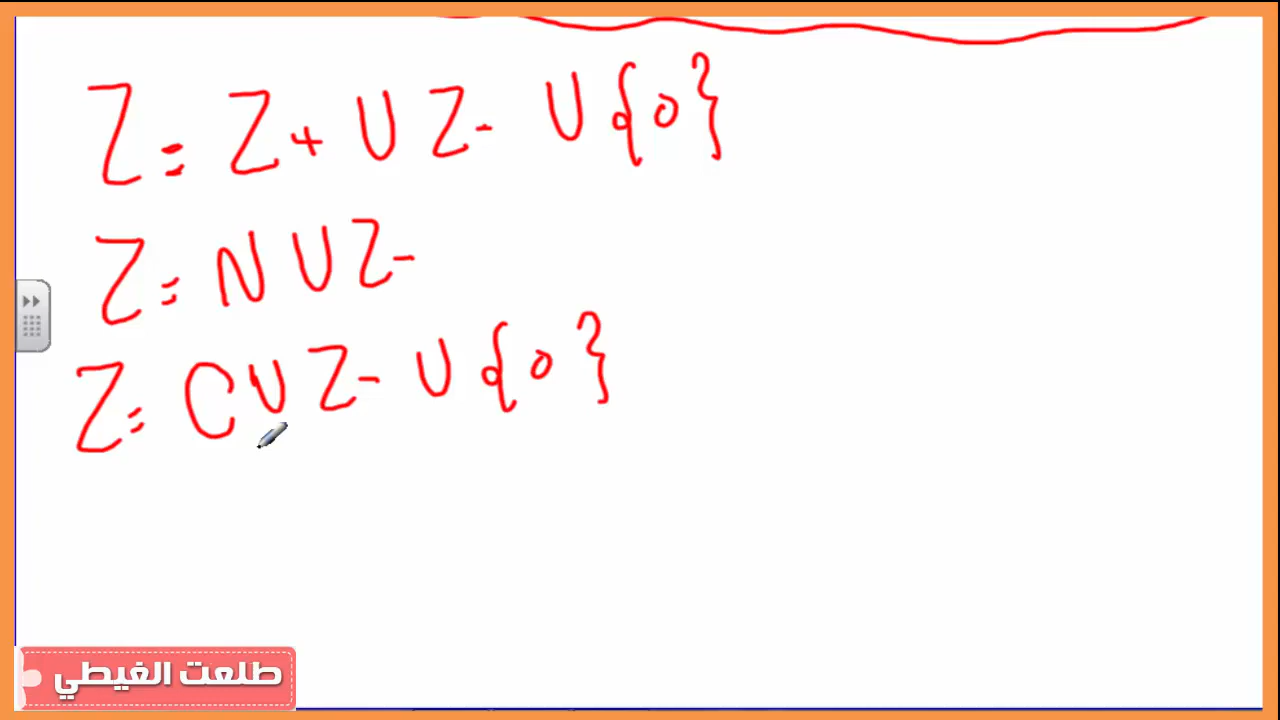 Z = Z+ U Z- U {0}
Z = N U Z-
Z = C U Z- U {0}
طلعت الغيطي